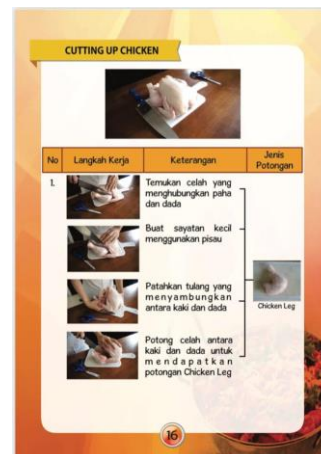 CUTTING UP CHICKEN
No Langkah Kerja Keterangan Jenis Potongan
1. Temukan celah yang
menghubungkan paha
dan dada
Buat sayatan kecil
menggunakan pisau
Patahkan tulang yang
menyambungkan
antara kaki dan dada
Chicken Leg
Potong celah antara
kaki dan dada untuk
mendapatkan
potongan Chicken Leg
16